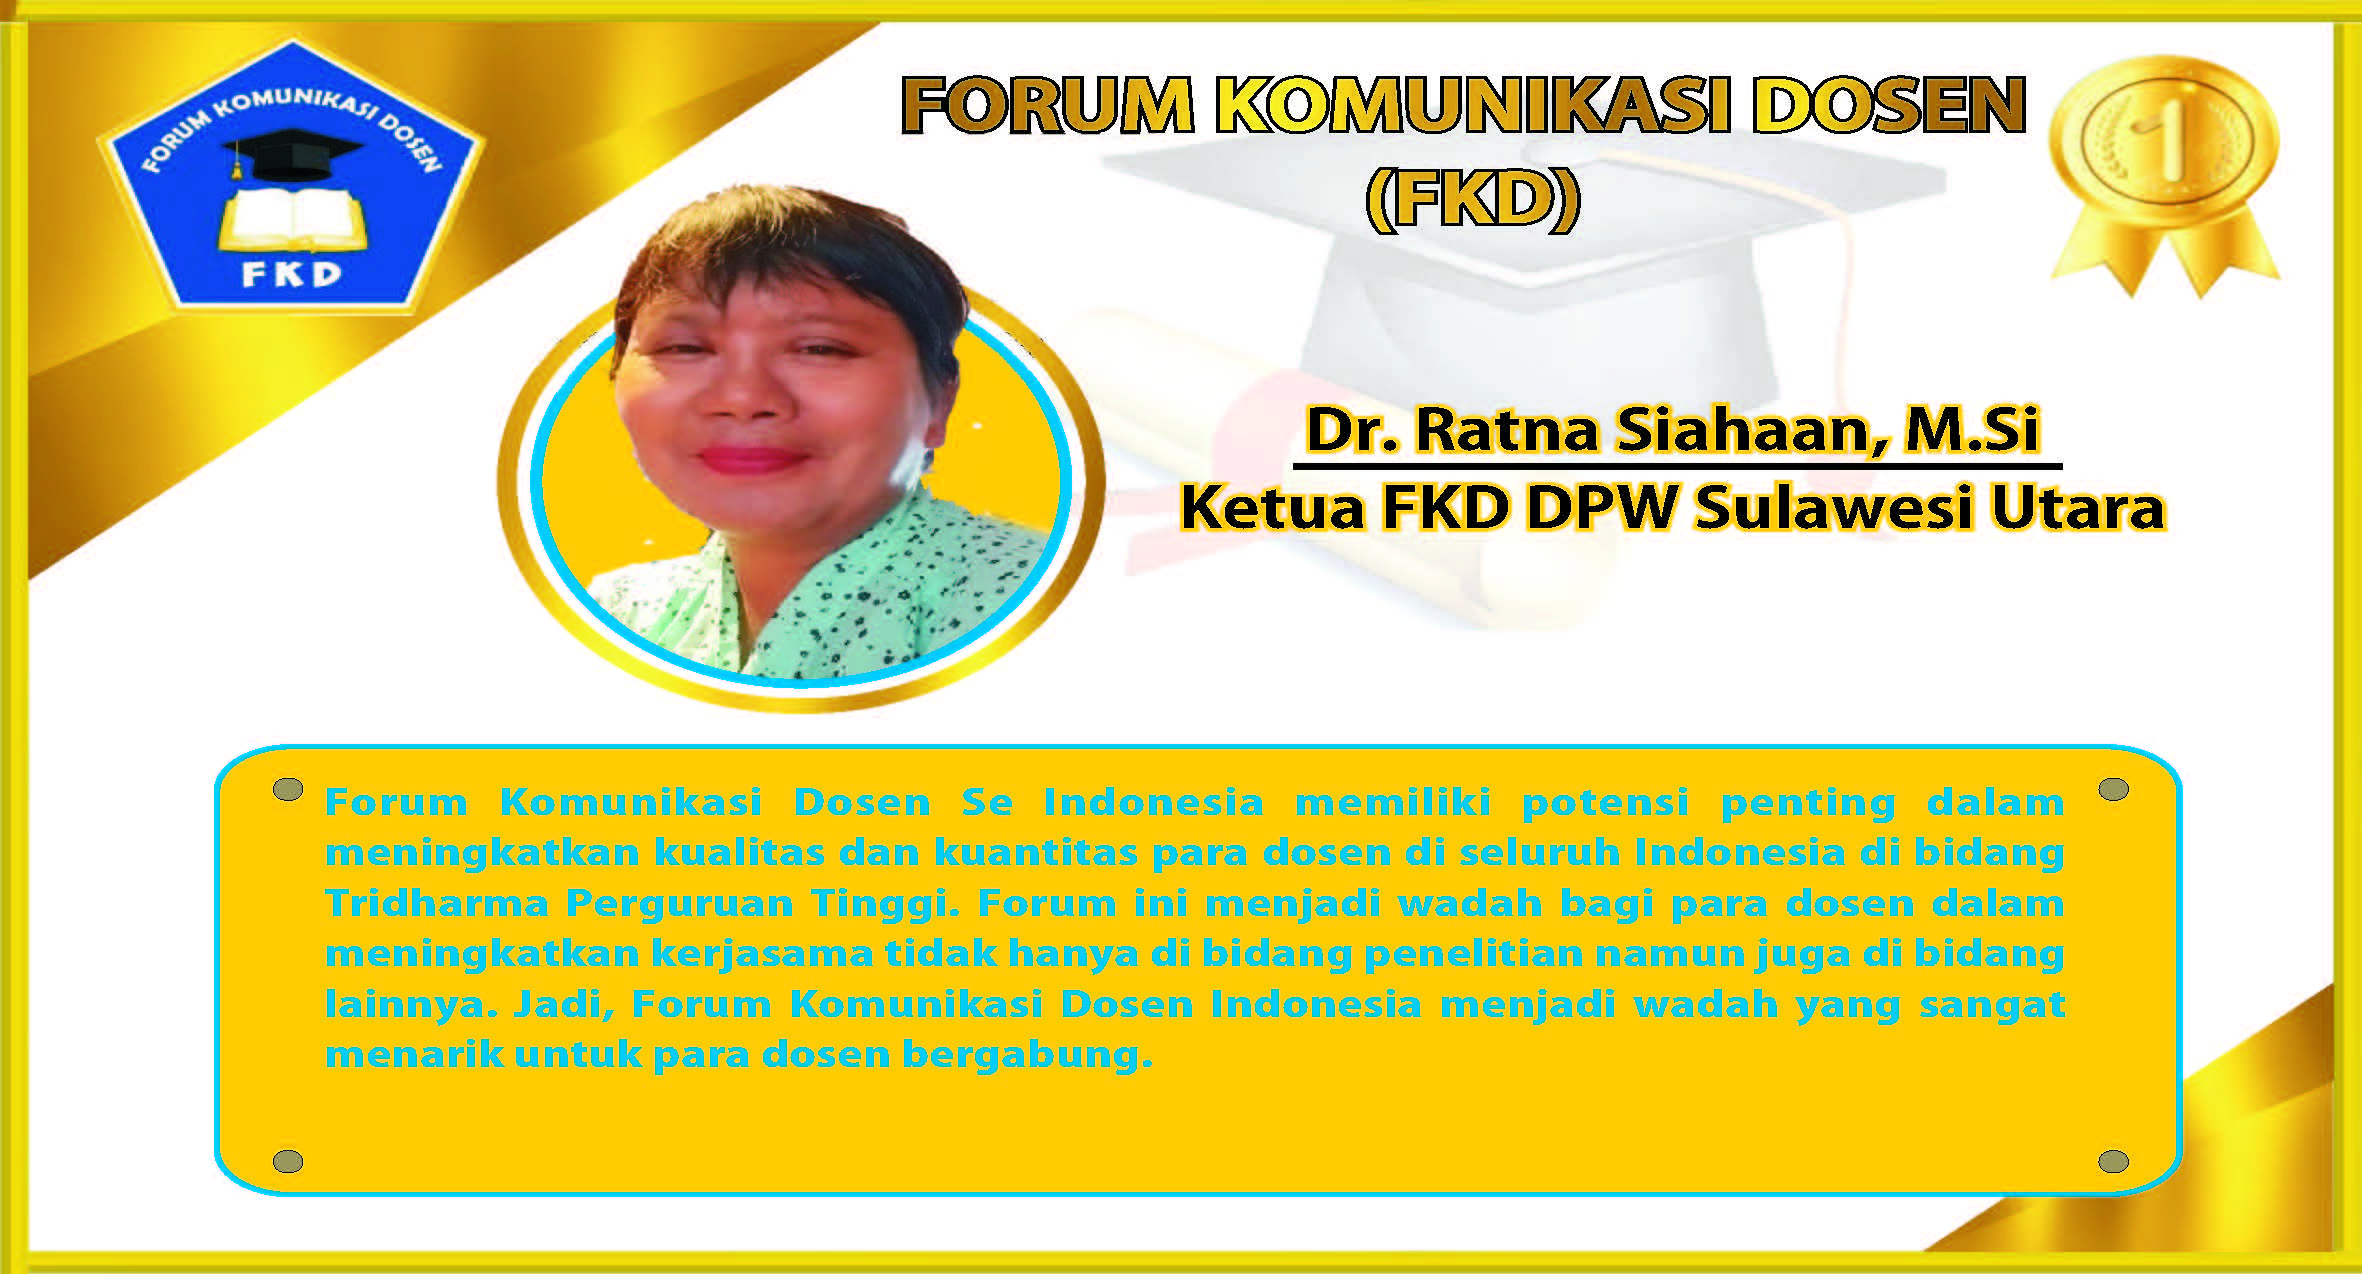 FORUM KOMUNIKASI DOSEN
FKD
FORUM KOMUNIKASI DOSEN
(FKD)
1
Dr. Ratna Siahaan, M.Si
Ketua FKD DPW Sulawesi Utara
Forum Komunikasi Dosen Se Indonesia memiliki potensi penting dalam
meningkatkan kualitas dan kuantitas para dosen di seluruh Indonesia di bidang
Tridharma Perguruan Tinggi. Forum ini menjadi wadah bagi para dosen dalam
meningkatkan kerjasama tidak hanya di bidang penelitian namun juga di bidang
lainnya. Jadi, Forum Komunikasi Dosen Indonesia menjadi wadah yang sangat
menarik untuk para dosen bergabung.